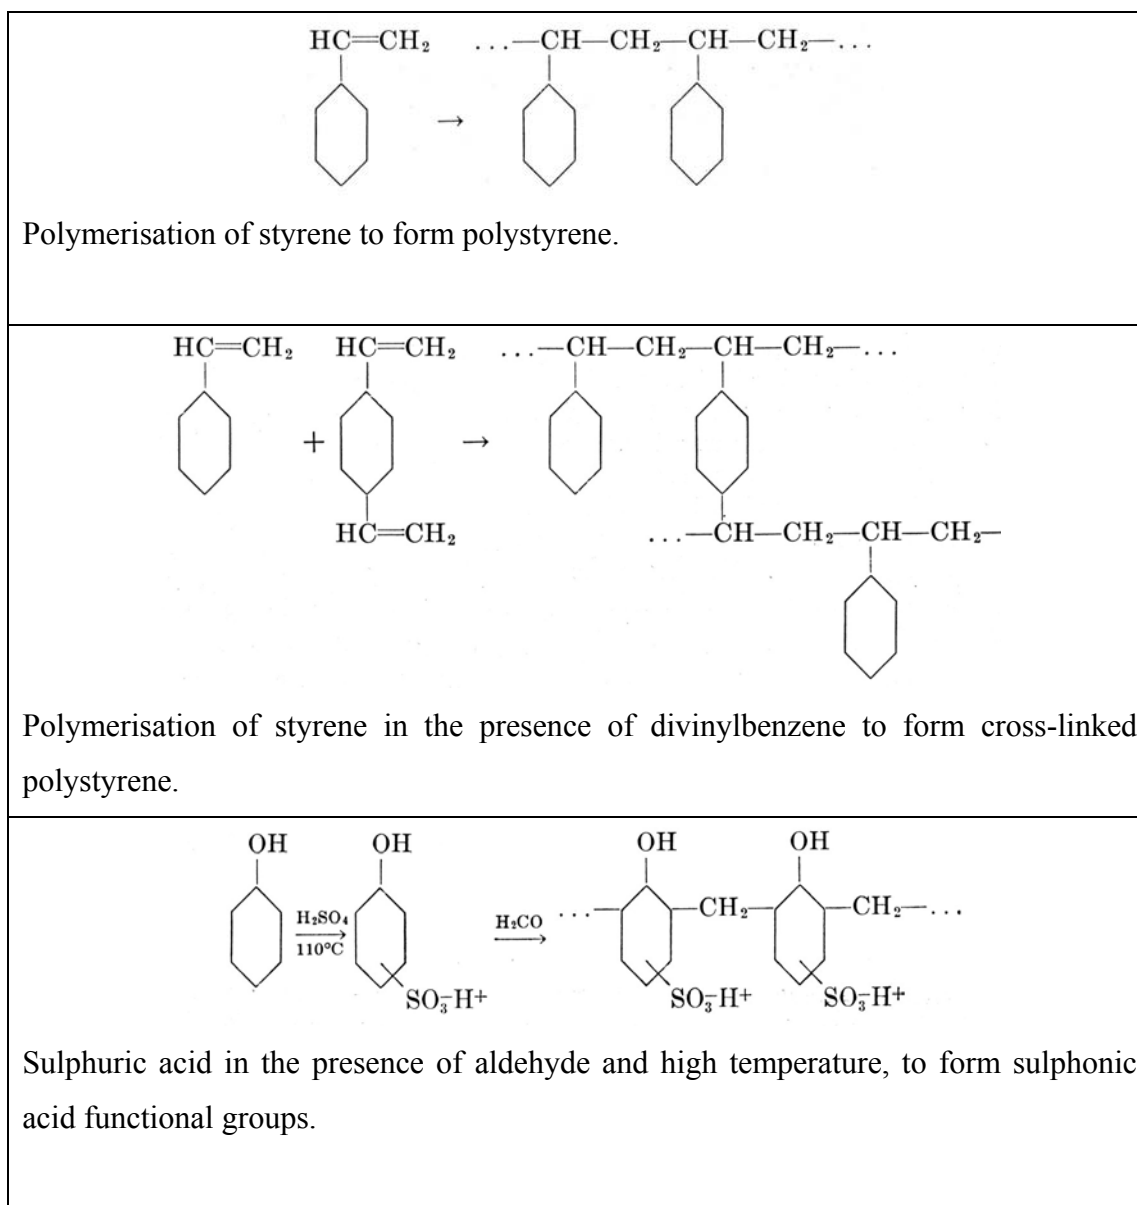 HC=CH₂ ...—CH—CH₂—CH—CH₂—...
→
Polymerisation of styrene to form polystyrene.
HC=CH₂ HC=CH₂ ...—CH—CH₂—CH—CH₂—...
+ →
HC=CH₂ ...—CH—CH₂—CH—CH₂—
Polymerisation of styrene in the presence of divinylbenzene to form cross-linked
polystyrene.
OH OH OH OH
H₂SO₄ H₂CO ...— —CH₂— —CH₂—...
110°C
SO₃⁻H⁺ SO₃⁻H⁺ SO₃⁻H⁺
Sulphuric acid in the presence of aldehyde and high temperature, to form sulphonic
acid functional groups.